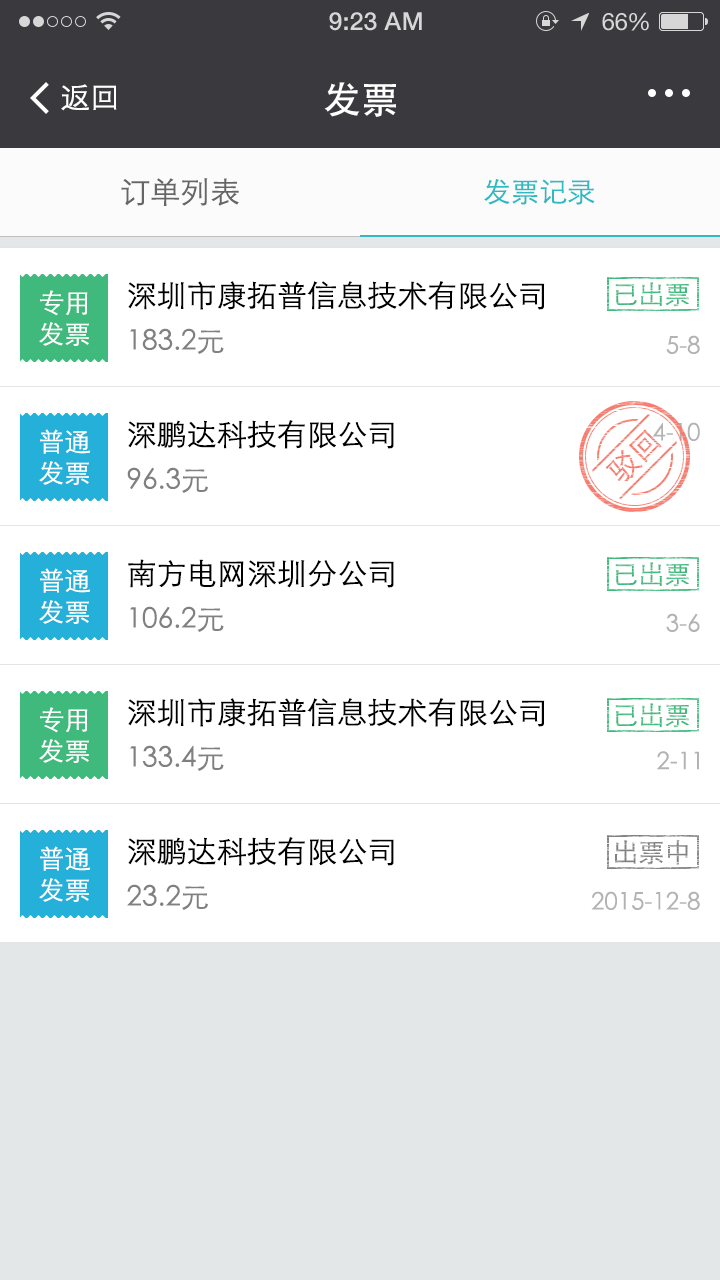 9:23 AM
66%
返回
发票
订单列表
发票记录
专用
发票
深圳市康拓普信息技术有限公司
183.2元
已出票
5-8
普通
发票
深鹏达科技有限公司
96.3元
4-10
驳回
普通
发票
南方电网深圳分公司
106.2元
已出票
3-6
专用
发票
深圳市康拓普信息技术有限公司
133.4元
已出票
2-11
普通
发票
深鹏达科技有限公司
23.2元
出票中
2015-12-8